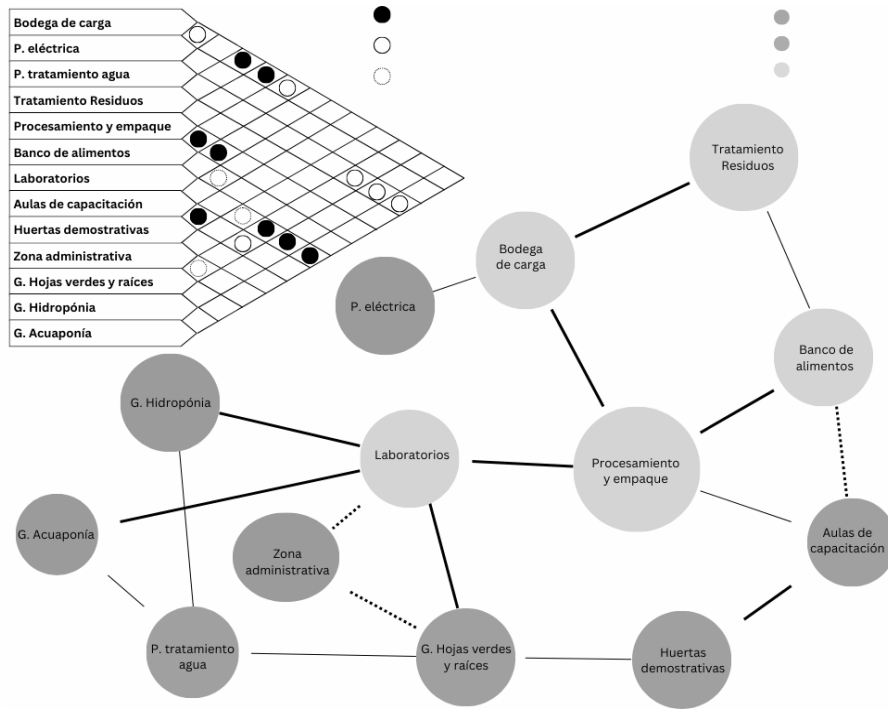 Bodega de carga
P. eléctrica
P. tratamiento agua
Tratamiento Residuos
Procesamiento y empaque
Banco de alimentos
Laboratorios
Aulas de capacitación
Huertas demostrativas
Zona administrativa
G. Hojas verdes y raíces
G. Hidropónia
G. Acuaponía
Tratamiento
Residuos
Bodega
de carga
P. eléctrica
Banco de
alimentos
G. Hidropónia
Laboratorios
Procesamiento
y empaque
G. Acuaponía
Zona
administrativa
Aulas de
capacitación
P. tratamiento
agua
G. Hojas verdes
y raíces
Huertas
demostrativas